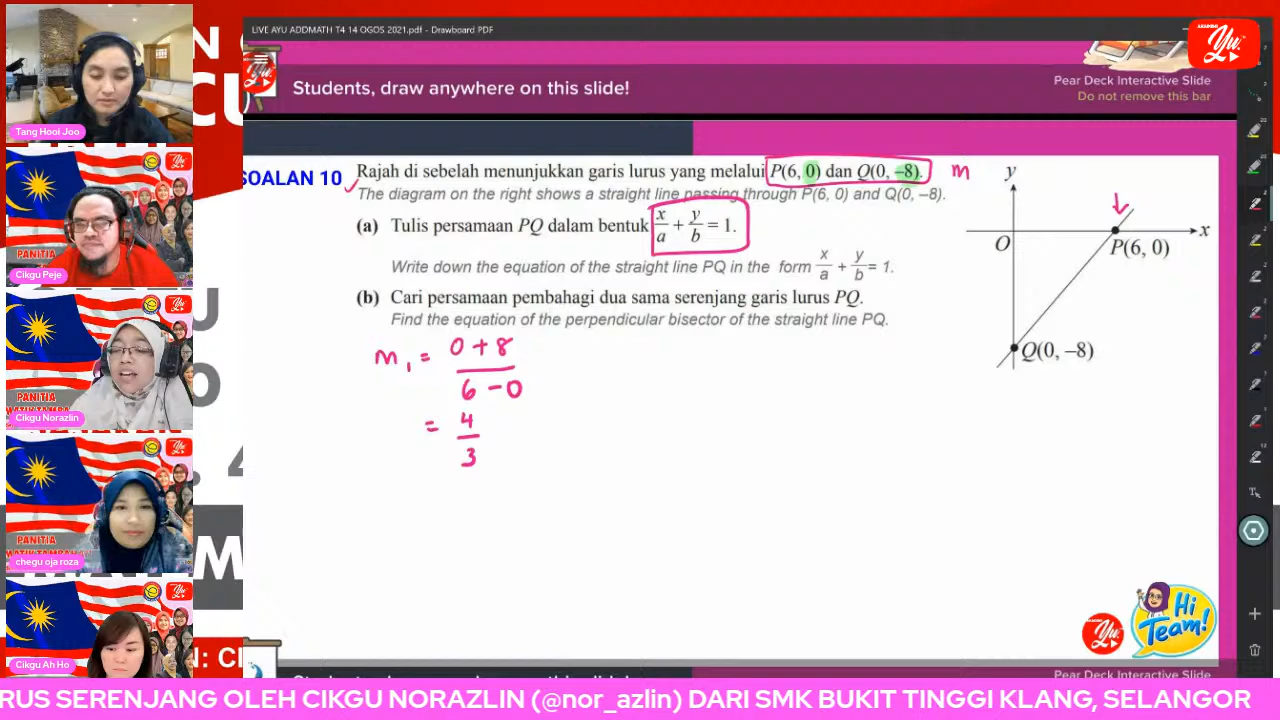 LIVE AYU ADDMATH T4 14 OGOS 2021.pdf - Drawboard PDF
Students, draw anywhere on this slide!
Pear Deck Interactive Slide
Do not remove this bar
SOALAN 10
Rajah di sebelah menunjukkan garis lurus yang melalui P(6, 0) dan Q(0, –8). m
The diagram on the right shows a straight line passing through P(6, 0) and Q(0, –8).
(a) Tulis persamaan PQ dalam bentuk x/a + y/b = 1.
Write down the equation of the straight line PQ in the form x/a + y/b = 1.
(b) Cari persamaan pembahagi dua sama serenjang garis lurus PQ.
Find the equation of the perpendicular bisector of the straight line PQ.
m₁ = (0 + 8)/(6 – 0)
= 4/3
y
O
x
P(6, 0)
Q(0, –8)
Hi Team!
Yu
Tang Hooi Joo
Cikgu Peje
Cikgu Norazlin
chegu oja roza
Cikgu Ah Ho
Pear Deck Interactive Slide
RUS SERENJANG OLEH CIKGU NORAZLIN (@nor_azlin) DARI SMK BUKIT TINGGI KLANG, SELANGOR